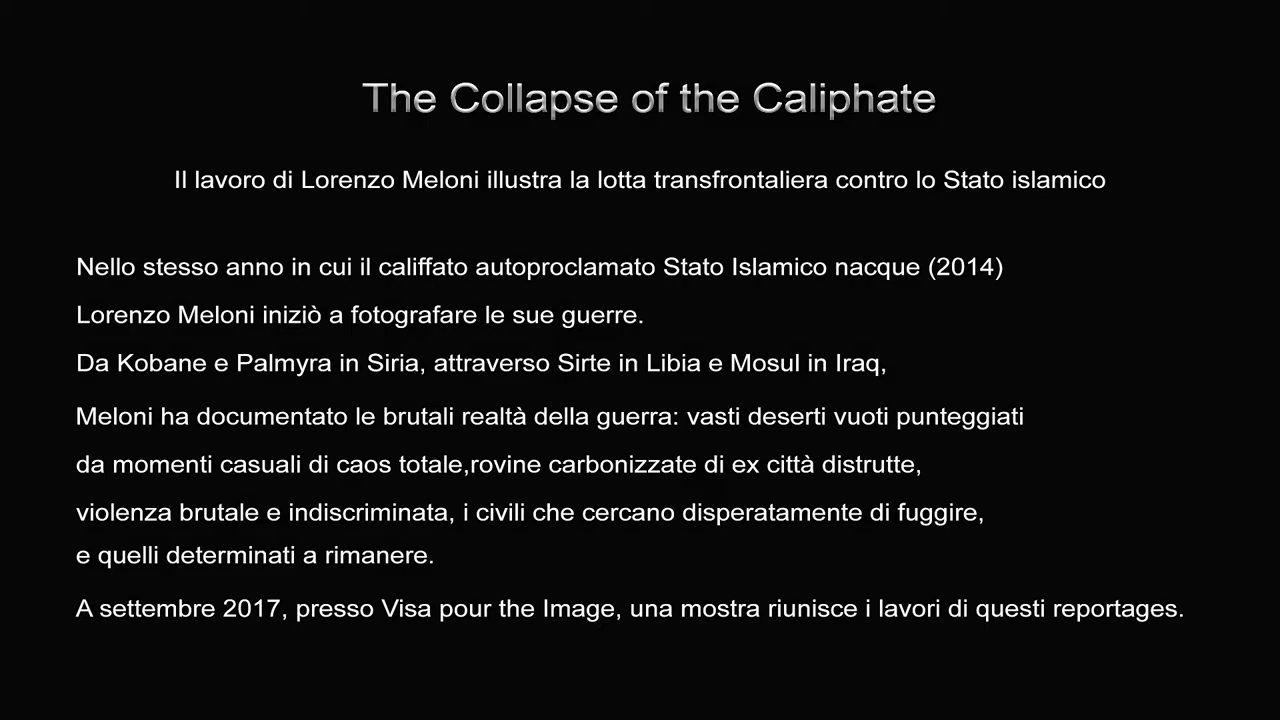 The Collapse of the Caliphate
Il lavoro di Lorenzo Meloni illustra la lotta transfrontaliera contro lo Stato islamico
Nello stesso anno in cui il califfato autoproclamato Stato Islamico nacque (2014)
Lorenzo Meloni iniziò a fotografare le sue guerre.
Da Kobane e Palmyra in Siria, attraverso Sirte in Libia e Mosul in Iraq,
Meloni ha documentato le brutali realtà della guerra: vasti deserti vuoti punteggiati
da momenti casuali di caos totale,rovine carbonizzate di ex città distrutte,
violenza brutale e indiscriminata, i civili che cercano disperatamente di fuggire,
e quelli determinati a rimanere.
A settembre 2017, presso Visa pour the Image, una mostra riunisce i lavori di questi reportages.